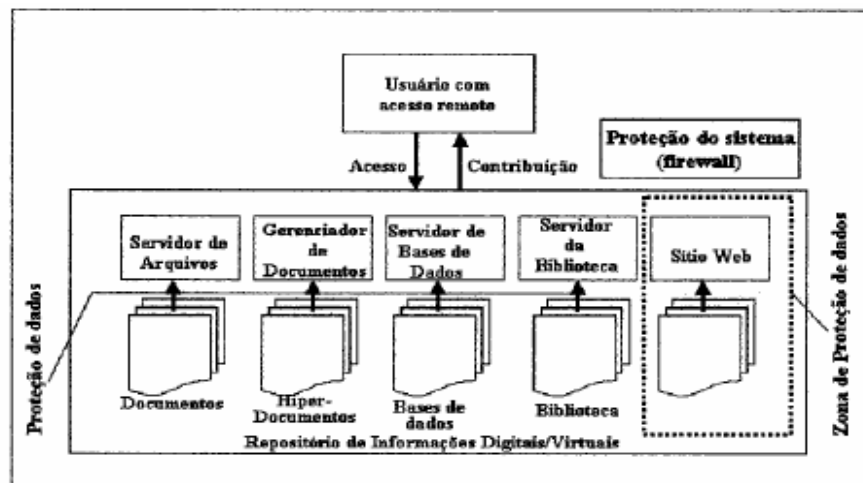 Usuário com
acesso remoto
Proteção do sistema
(firewall)
Acesso
Contribuição
Servidor de
Arquivos
Gerenciador
de
Documentos
Servidor de
Bases de
Dados
Servidor
da
Biblioteca
Sítio Web
Proteção de dados
Zona de Proteção de dados
Documentos
Hiper-
Documentos
Bases de
dados
Biblioteca
Repositório de Informações Digitais/Virtuais